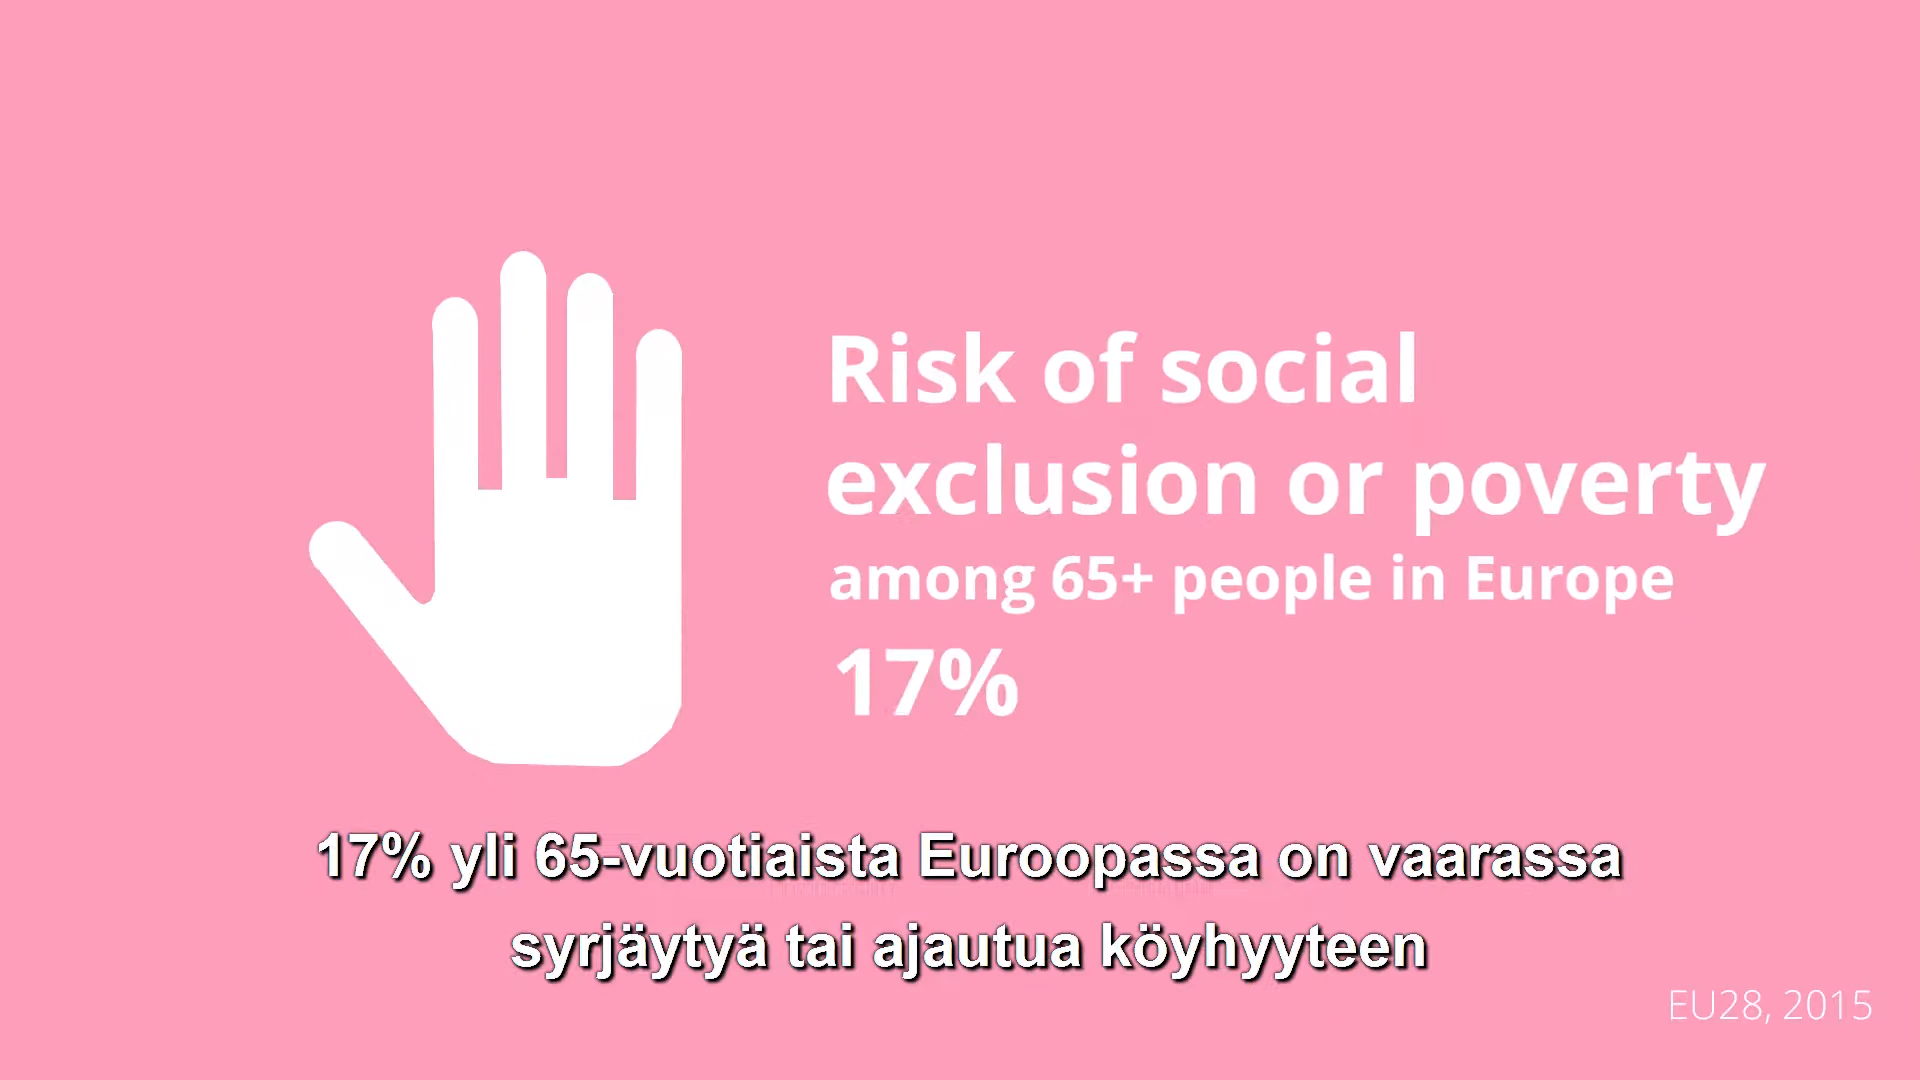 Risk of social
exclusion or poverty
among 65+ people in Europe
17%
17% yli 65-vuotiaista Euroopassa on vaarassa
syrjäytyä tai ajautua köyhyyteen
EU28, 2015